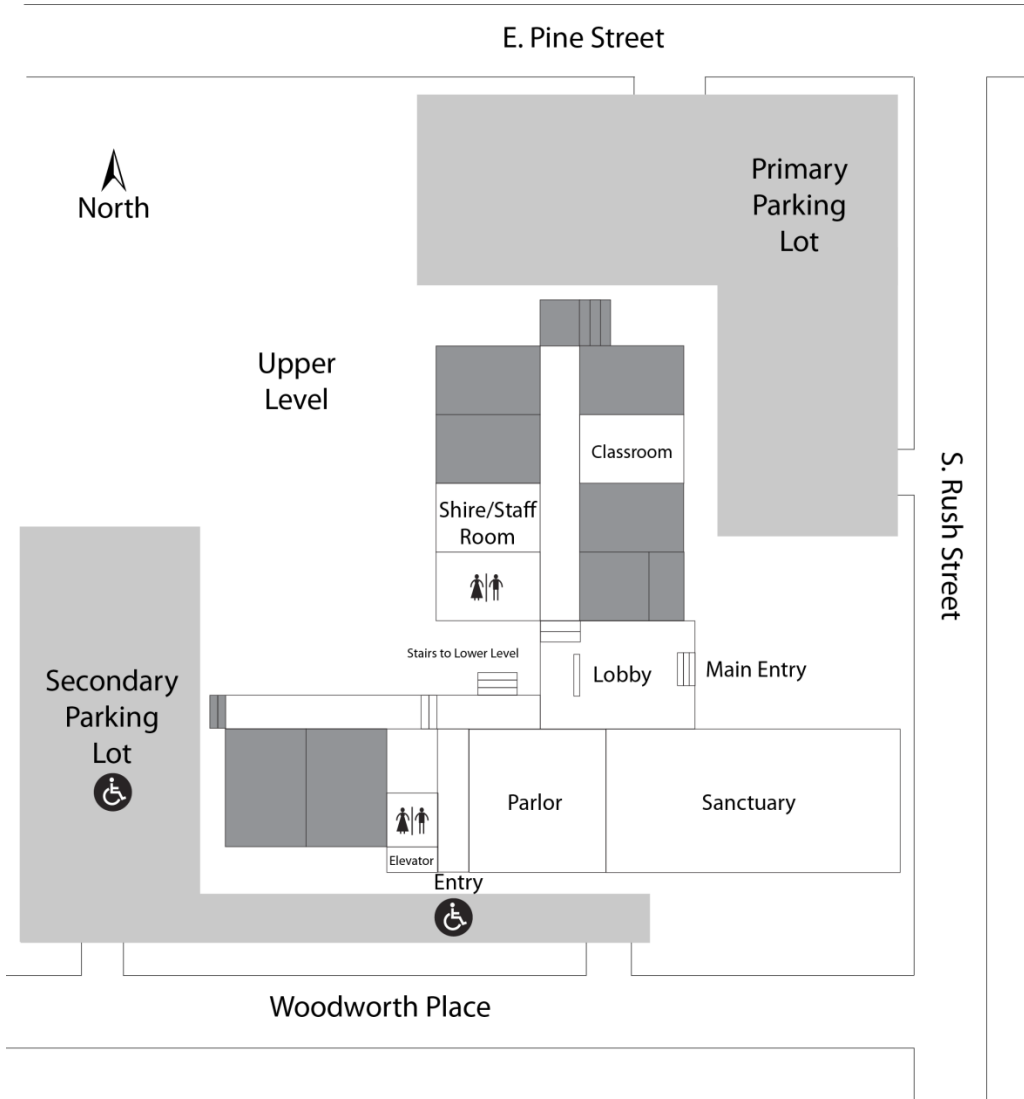 E. Pine Street
Primary
Parking
Lot
North
Upper
Level
Classroom
S. Rush Street
Shire/Staff
Room
Stairs to Lower Level
Lobby
Main Entry
Secondary
Parking
Lot
Parlor
Sanctuary
Elevator
Entry
Woodworth Place